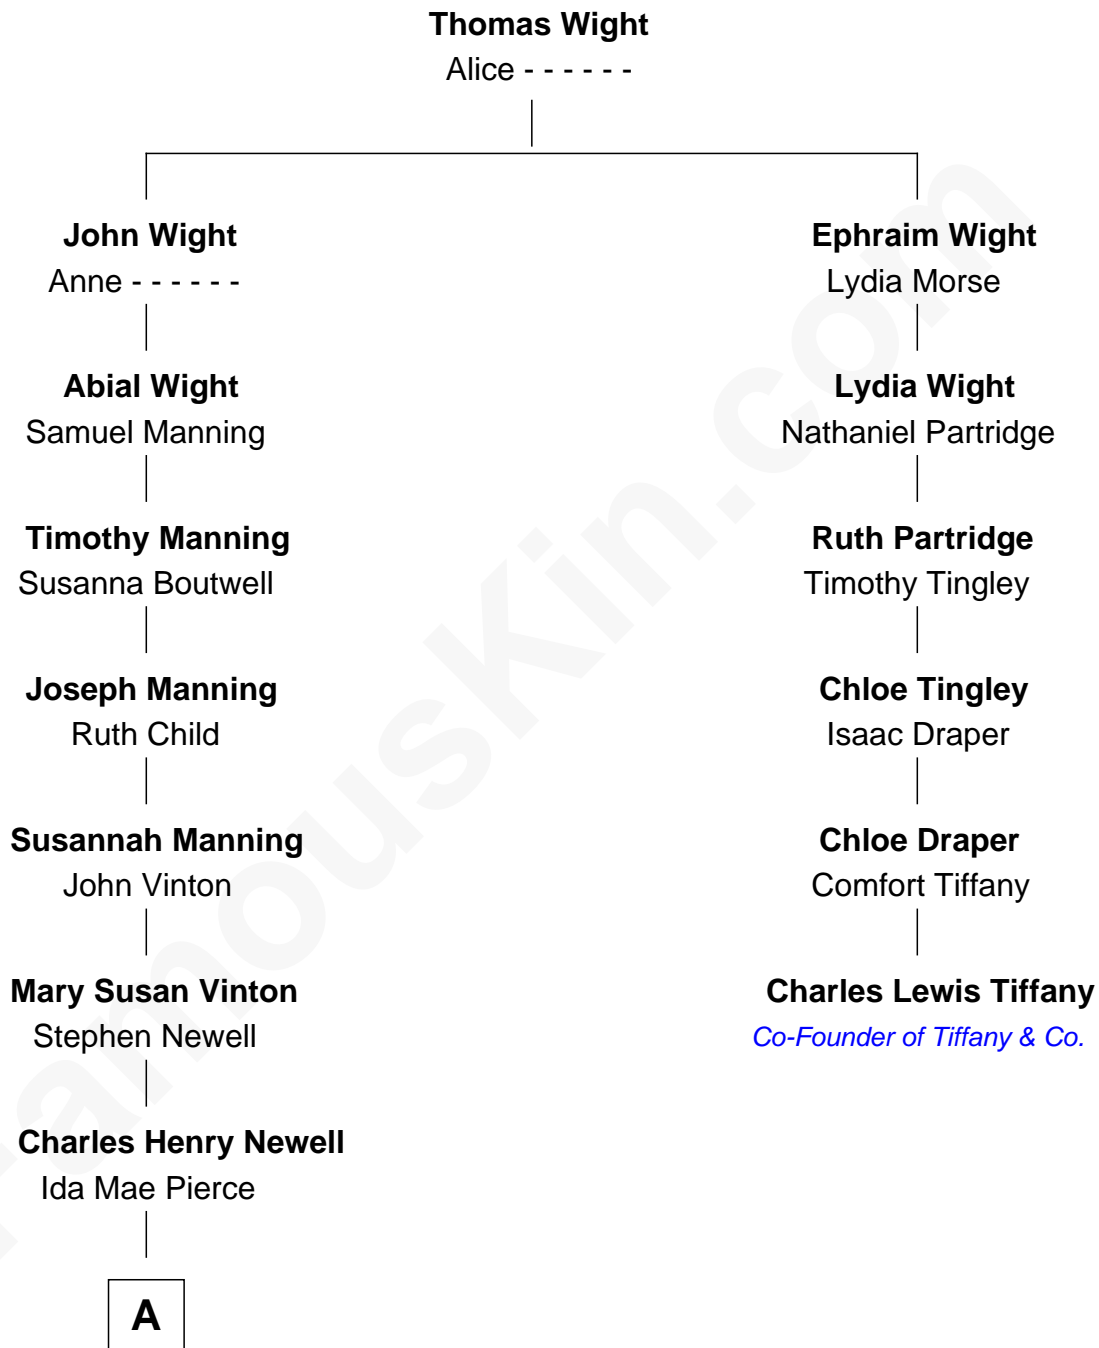 Thomas Wight
Alice - - - - - -
John Wight
Anne - - - - - -
Ephraim Wight
Lydia Morse
Abial Wight
Samuel Manning
Lydia Wight
Nathaniel Partridge
Timothy Manning
Susanna Boutwell
Ruth Partridge
Timothy Tingley
Joseph Manning
Ruth Child
Chloe Tingley
Isaac Draper
Susannah Manning
John Vinton
Chloe Draper
Comfort Tiffany
Mary Susan Vinton
Stephen Newell
Charles Lewis Tiffany
Co-Founder of Tiffany & Co.
Charles Henry Newell
Ida Mae Pierce
A
FamousKin.com